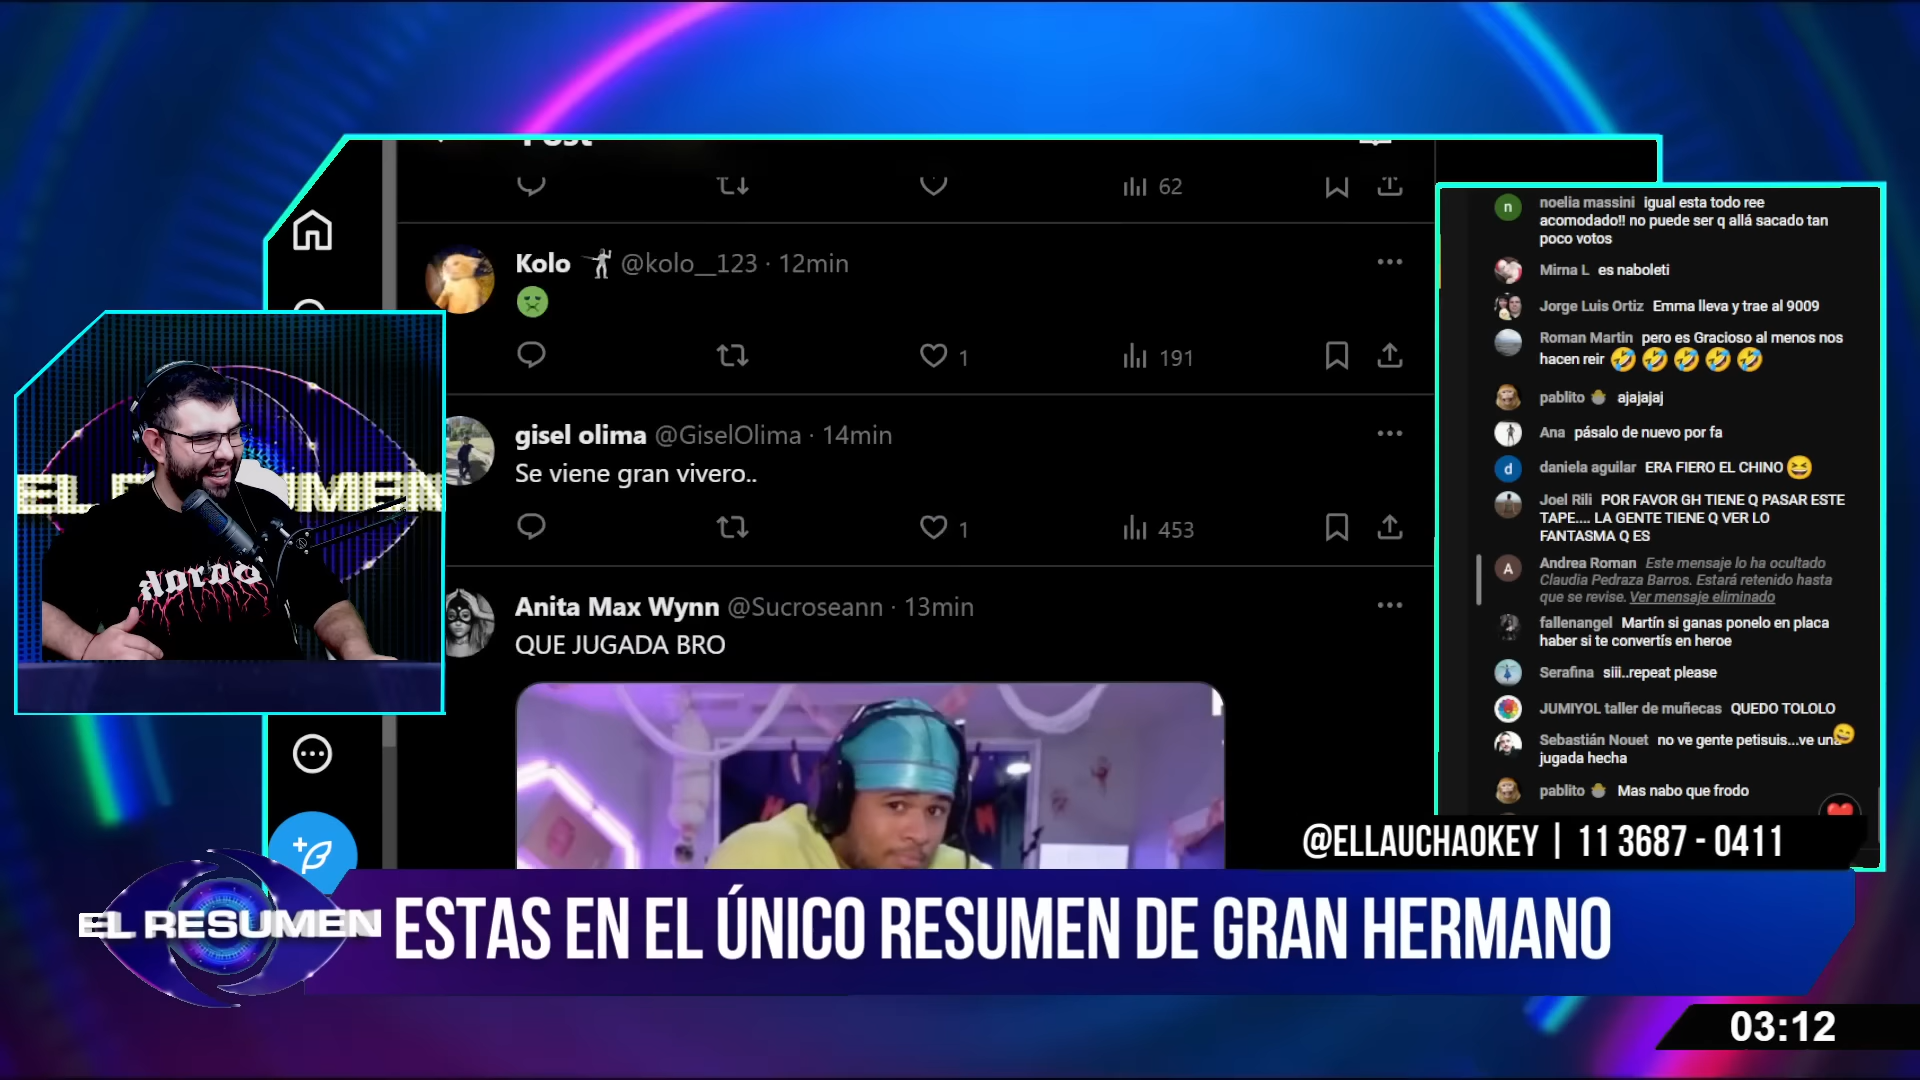 Post
62
Kolo @kolo__123 · 12min
1
191
gisel olima @GiselOlima · 14min
Se viene gran vivero..
1
453
Anita Max Wynn @Sucroseann · 13min
QUE JUGADA BRO
noelia massini igual esta todo ree
acomodado!! no puede ser q allá sacado tan
poco votos
Mirna L es naboleti
Jorge Luis Ortiz Emma lleva y trae al 9009
Roman Martin pero es Gracioso al menos nos
hacen reir
pablito ajajajaj
Ana pásalo de nuevo por fa
daniela aguilar ERA FIERO EL CHINO
Joel Rili POR FAVOR GH TIENE Q PASAR ESTE
TAPE.... LA GENTE TIENE Q VER LO
FANTASMA Q ES
Andrea Roman Este mensaje lo ha ocultado
Claudia Pedraza Barros. Estará retenido hasta
que se revise. Ver mensaje eliminado
fallenangel Martín si ganas ponelo en placa
haber si te convertís en heroe
Serafina siii..repeat please
JUMIYOL taller de muñecas QUEDO TOLOLO
Sebastián Nouet no ve gente petisuis...ve una
jugada hecha
pablito Mas nabo que frodo
@ELLAUCHAOKEY | 11 3687 - 0411
EL RESUMEN
ESTAS EN EL ÚNICO RESUMEN DE GRAN HERMANO
03:12